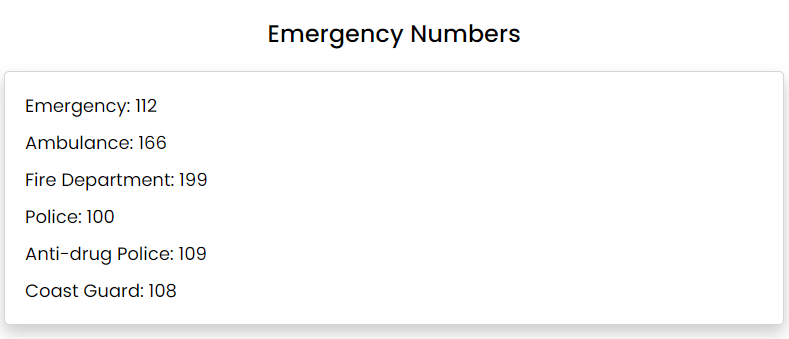 Emergency Numbers
Emergency: 112
Ambulance: 166
Fire Department: 199
Police: 100
Anti-drug Police: 109
Coast Guard: 108